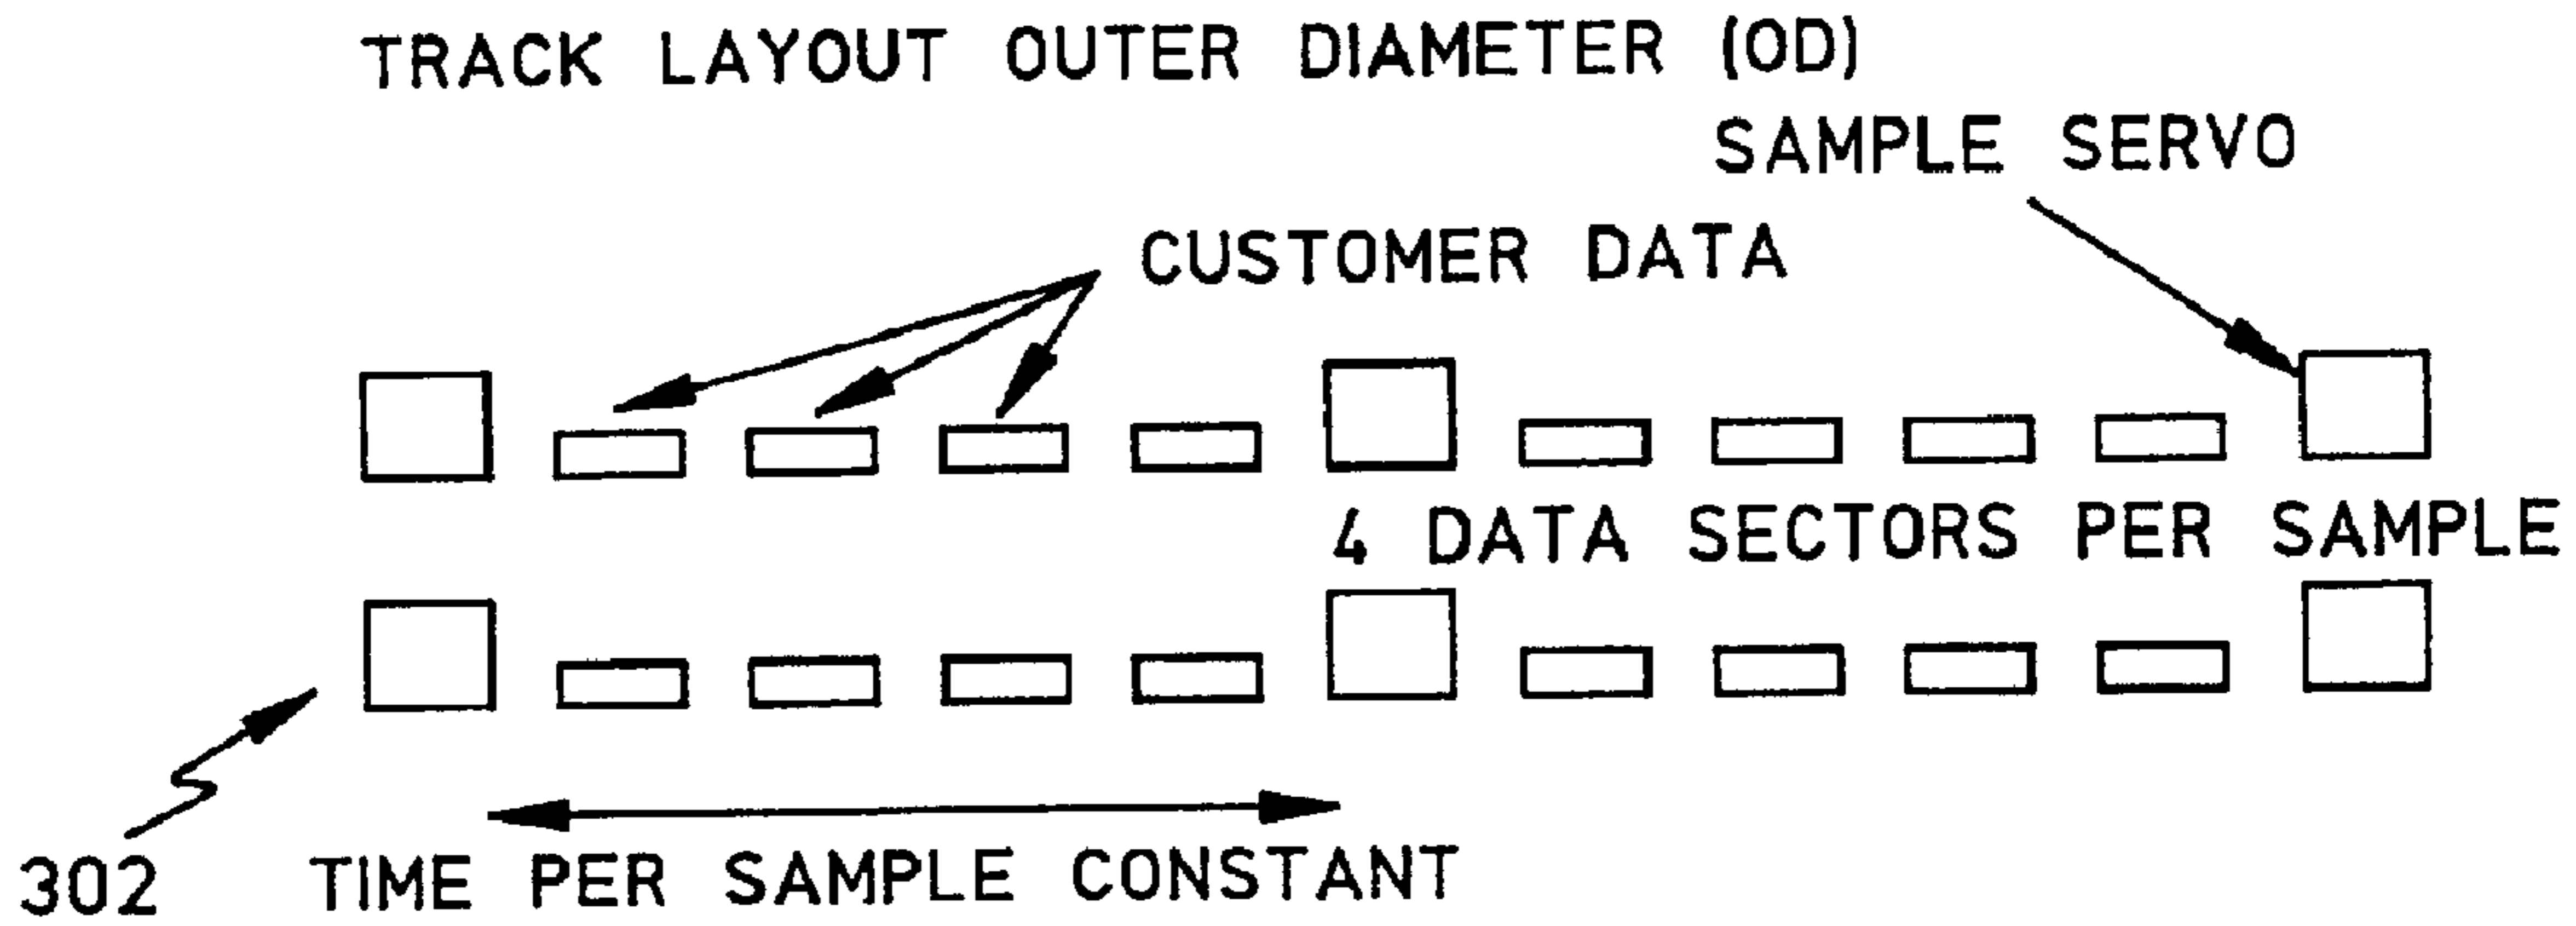 TRACK LAYOUT OUTER DIAMETER (OD)
SAMPLE SERVO
CUSTOMER DATA
4 DATA SECTORS PER SAMPLE
302
TIME PER SAMPLE CONSTANT